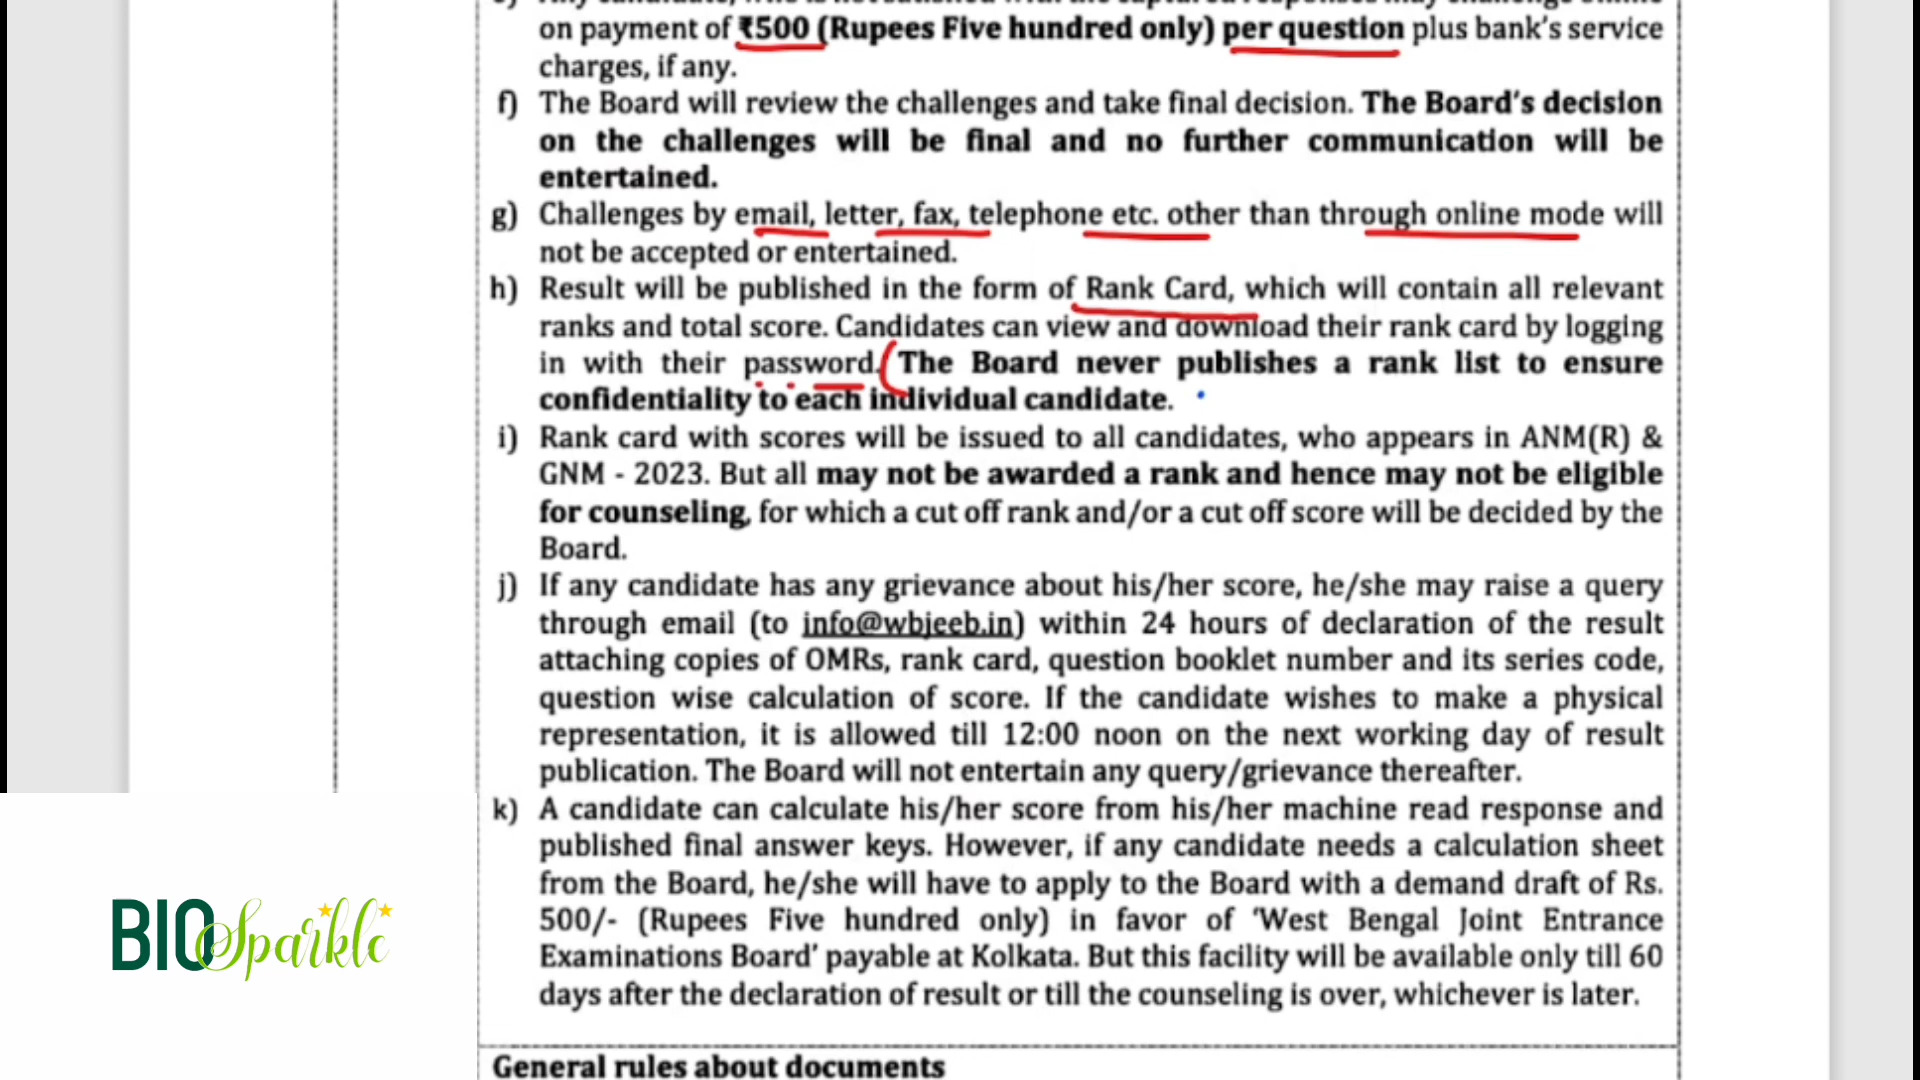 on payment of ₹500 (Rupees Five hundred only) per question plus bank's service
charges, if any.
f) The Board will review the challenges and take final decision. The Board's decision
on the challenges will be final and no further communication will be
entertained.
g) Challenges by email, letter, fax, telephone etc. other than through online mode will
not be accepted or entertained.
h) Result will be published in the form of Rank Card, which will contain all relevant
ranks and total score. Candidates can view and download their rank card by logging
in with their password. The Board never publishes a rank list to ensure
confidentiality to each individual candidate.
i) Rank card with scores will be issued to all candidates, who appears in ANM(R) &
GNM - 2023. But all may not be awarded a rank and hence may not be eligible
for counseling, for which a cut off rank and/or a cut off score will be decided by the
Board.
j) If any candidate has any grievance about his/her score, he/she may raise a query
through email (to info@wbjeeb.in) within 24 hours of declaration of the result
attaching copies of OMRs, rank card, question booklet number and its series code,
question wise calculation of score. If the candidate wishes to make a physical
representation, it is allowed till 12:00 noon on the next working day of result
publication. The Board will not entertain any query/grievance thereafter.
k) A candidate can calculate his/her score from his/her machine read response and
published final answer keys. However, if any candidate needs a calculation sheet
from the Board, he/she will have to apply to the Board with a demand draft of Rs.
500/- (Rupees Five hundred only) in favor of 'West Bengal Joint Entrance
Examinations Board' payable at Kolkata. But this facility will be available only till 60
days after the declaration of result or till the counseling is over, whichever is later.
General rules about documents
BIO Sparkle